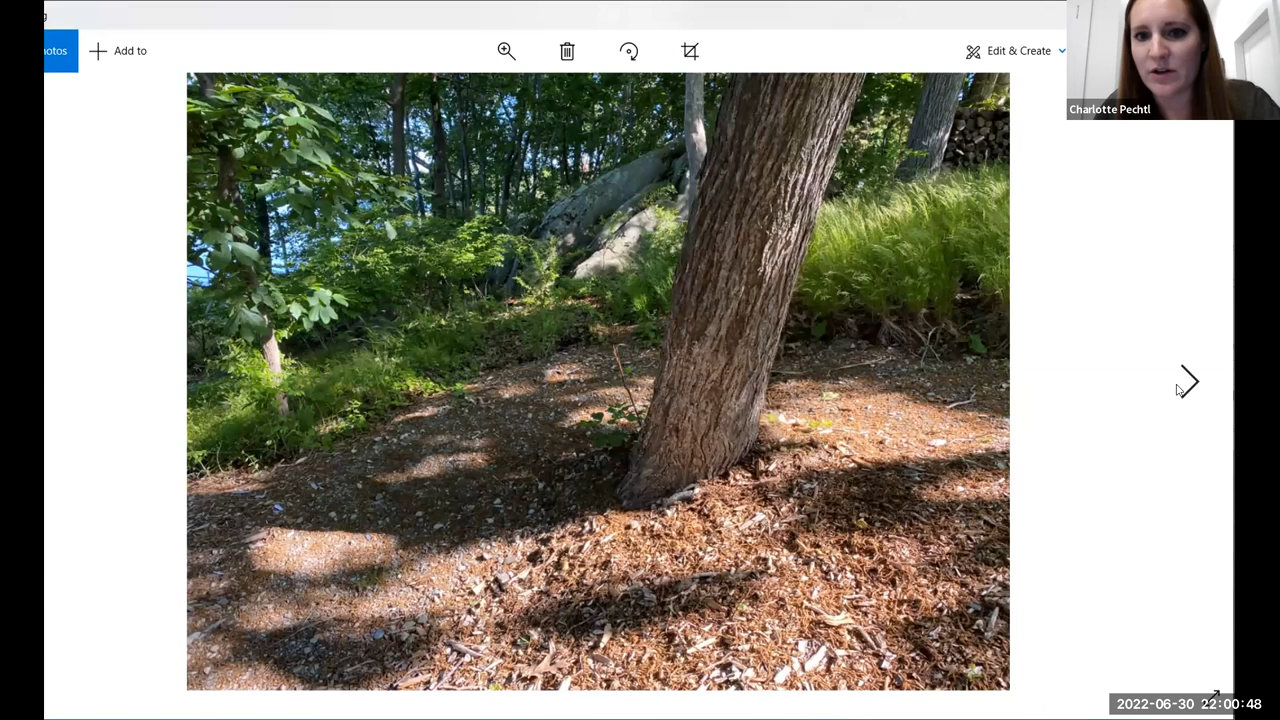 g
otos
Add to
Edit & Create
Charlotte Pechtl
2022-06-30 22:00:48